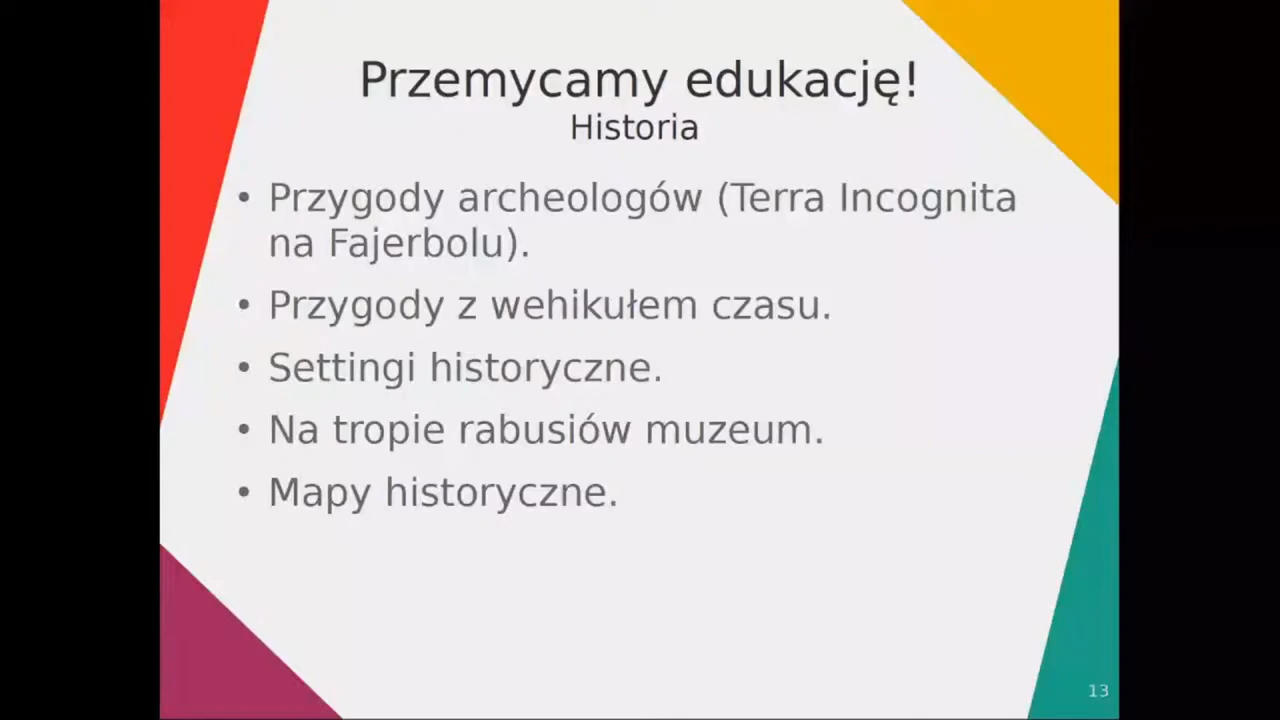 Przemycamy edukację!
Historia
• Przygody archeologów (Terra Incognita
na Fajerbolu).
• Przygody z wehikułem czasu.
• Settingi historyczne.
• Na tropie rabusiów muzeum.
• Mapy historyczne.
13